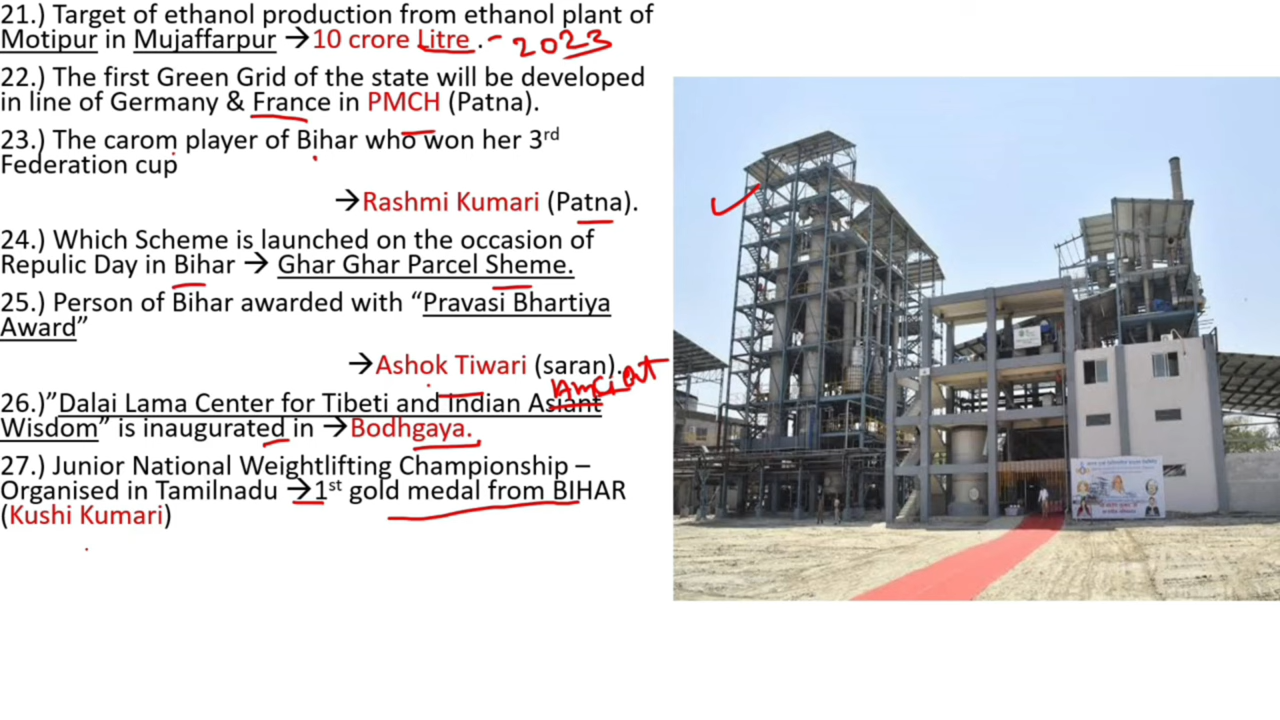 21.) Target of ethanol production from ethanol plant of
Motipur in Mujaffarpur →10 crore Litre . - 2023
22.) The first Green Grid of the state will be developed
in line of Germany & France in PMCH (Patna).
23.) The carom player of Bihar who won her 3rd
Federation cup
→Rashmi Kumari (Patna).
24.) Which Scheme is launched on the occasion of
Repulic Day in Bihar → Ghar Ghar Parcel Sheme.
25.) Person of Bihar awarded with “Pravasi Bhartiya
Award”
→Ashok Tiwari (saran).
26.)”Dalai Lama Center for Tibeti and Indian Asiant
Wisdom” is inaugurated in →Bodhgaya.
27.) Junior National Weightlifting Championship –
Organised in Tamilnadu →1st gold medal from BIHAR
(Kushi Kumari)